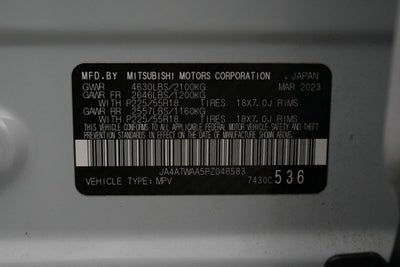 MFD.BY MITSUBISHI MOTORS CORPORATION .JAPAN
GVWR 4630LBS/2100KG MAR 2023
GAWR FR 2646LBS/1200KG
WITH P225/55R18 TIRES 18X7.0J RIMS
GAWR RR 2557LBS/1160KG
WITH P225/55R18 TIRES 18X7.0J RIMS
THIS VEHICLE CONFORMS TO ALL APPLICABLE
FEDERAL MOTOR VEHICLE SAFETY AND THEFT
PREVENTION STANDARDS IN EFFECT ON THE
DATE OF MANUFACTURE SHOWN ABOVE.
JA4ATWAA5PZ048583
VEHICLE TYPE:MPV 7430C 536